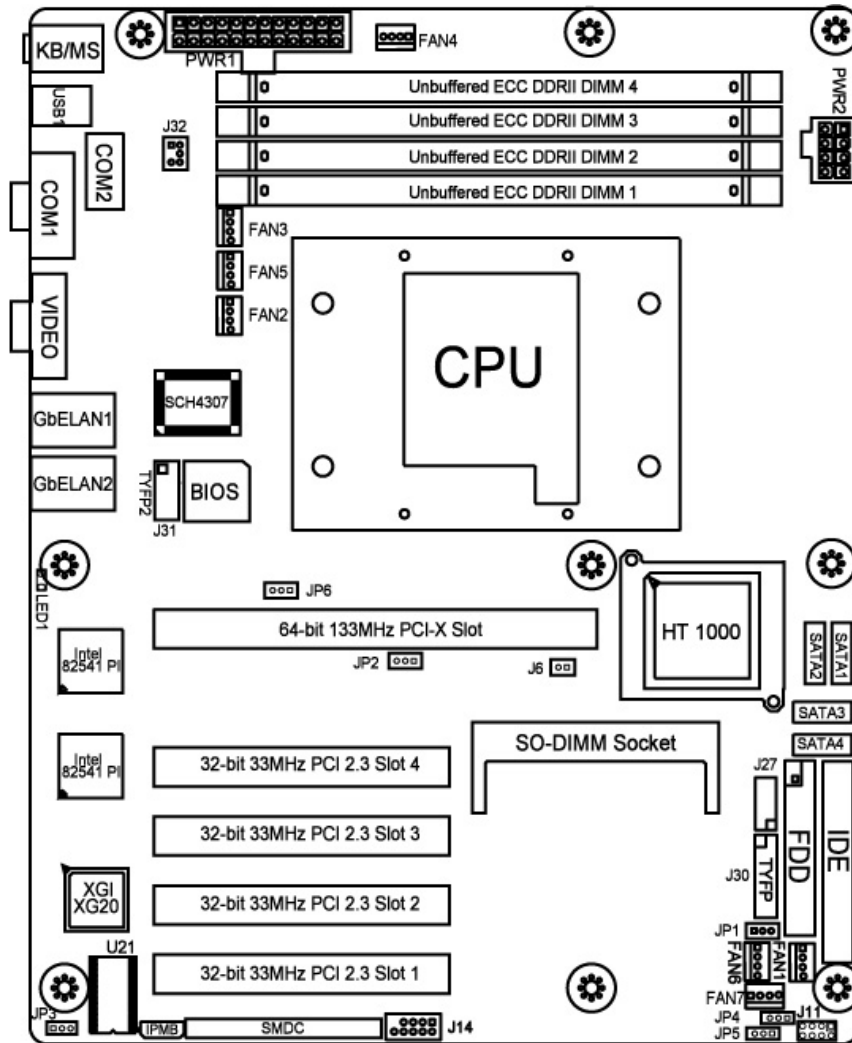 KB/MS
PWR1
FAN4
USB1
PWR2
Unbuffered ECC DDRII DIMM 4
Unbuffered ECC DDRII DIMM 3
Unbuffered ECC DDRII DIMM 2
Unbuffered ECC DDRII DIMM 1
J32
COM2
COM1
FAN3
FAN5
FAN2
VIDEO
CPU
SCH4307
GbELAN1
GbELAN2
TYFP2
BIOS
J31
LED1
JP6
64-bit 133MHz PCI-X Slot
HT 1000
JP2
J6
Intel
82541 PI
SATA2
SATA1
SATA3
SATA4
SO-DIMM Socket
Intel
82541 PI
32-bit 33MHz PCI 2.3 Slot 4
J27
32-bit 33MHz PCI 2.3 Slot 3
FDD
IDE
J30
TYFP
XGI
XG20
32-bit 33MHz PCI 2.3 Slot 2
JP1
U21
32-bit 33MHz PCI 2.3 Slot 1
FAN6
FAN1
FAN7
JP3
IPMB
SMDC
J14
JP4
J11
JP5